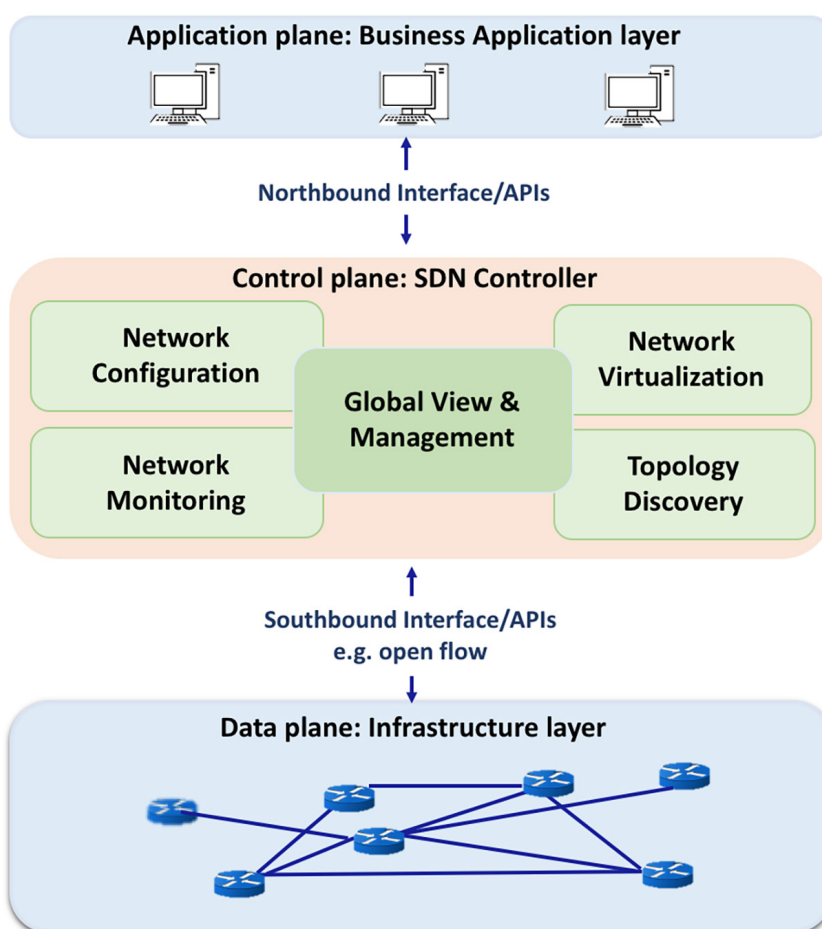 Application plane: Business Application layer
Northbound Interface/APIs
Control plane: SDN Controller
Network
Configuration
Network
Virtualization
Global View &
Management
Network
Monitoring
Topology
Discovery
Southbound Interface/APIs
e.g. open flow
Data plane: Infrastructure layer